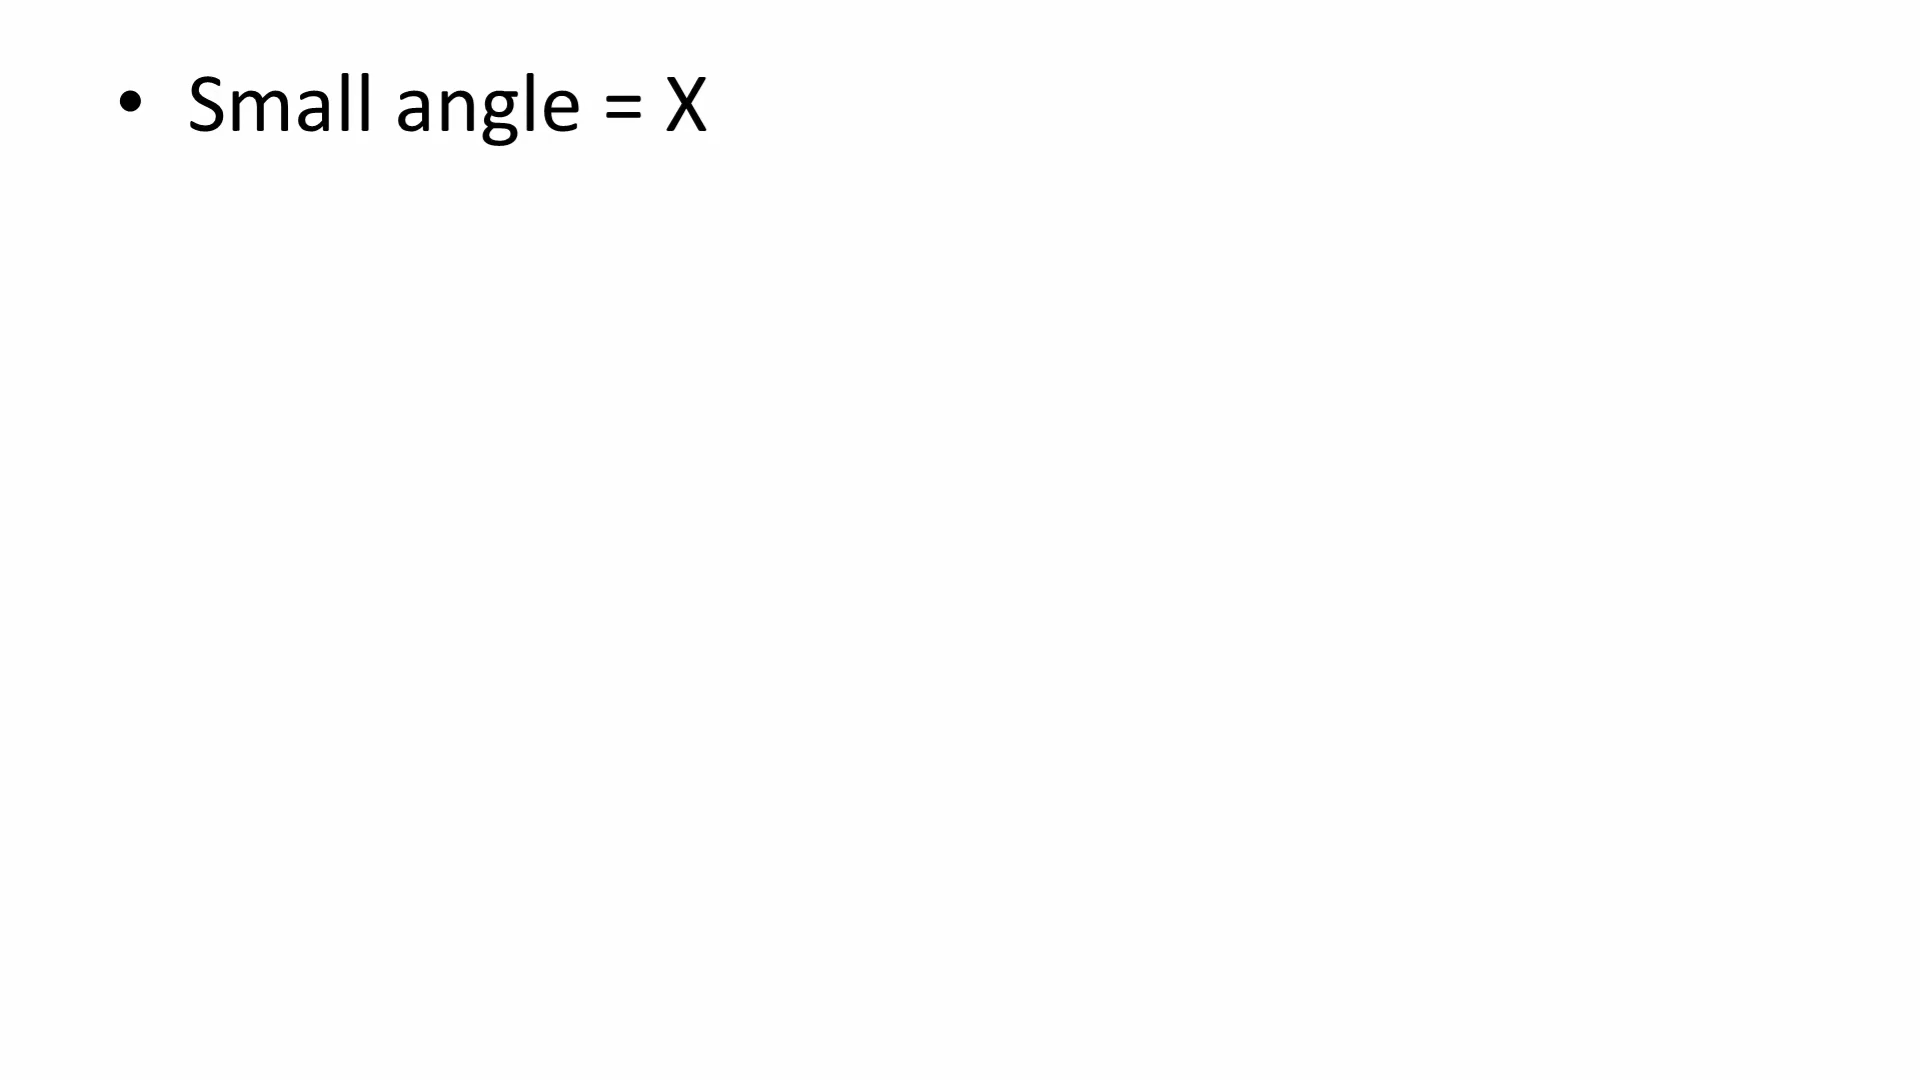 • Small angle = X